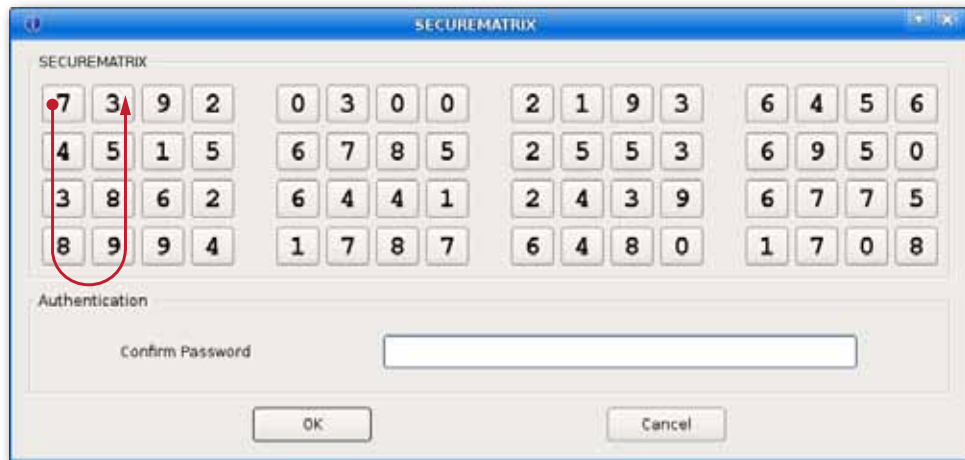 SECUREMATRIX
SECUREMATRIX
7 3 9 2 0 3 0 0 2 1 9 3 6 4 5 6
4 5 1 5 6 7 8 5 2 5 5 3 6 9 5 0
3 8 6 2 6 4 4 1 2 4 3 9 6 7 7 5
8 9 9 4 1 7 8 7 6 4 8 0 1 7 0 8
Authentication
Confirm Password
OK Cancel